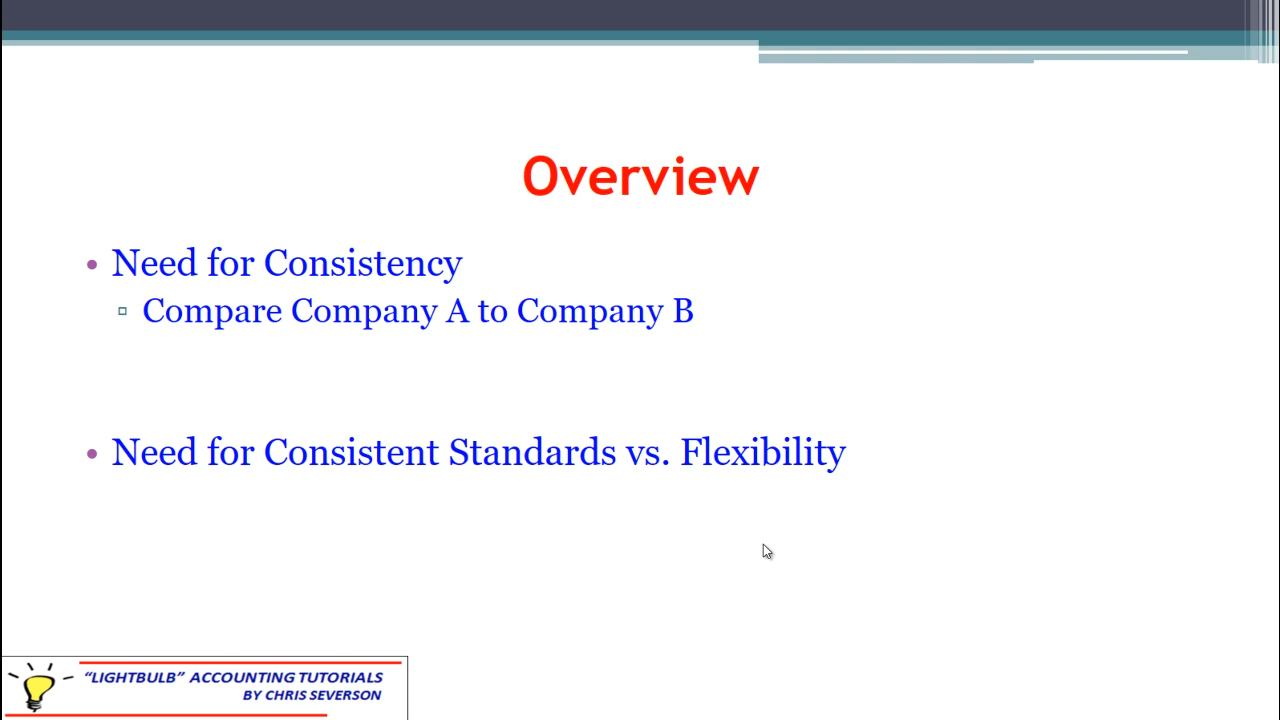 Overview
• Need for Consistency
▫ Compare Company A to Company B
• Need for Consistent Standards vs. Flexibility
“LIGHTBULB” ACCOUNTING TUTORIALS
BY CHRIS SEVERSON